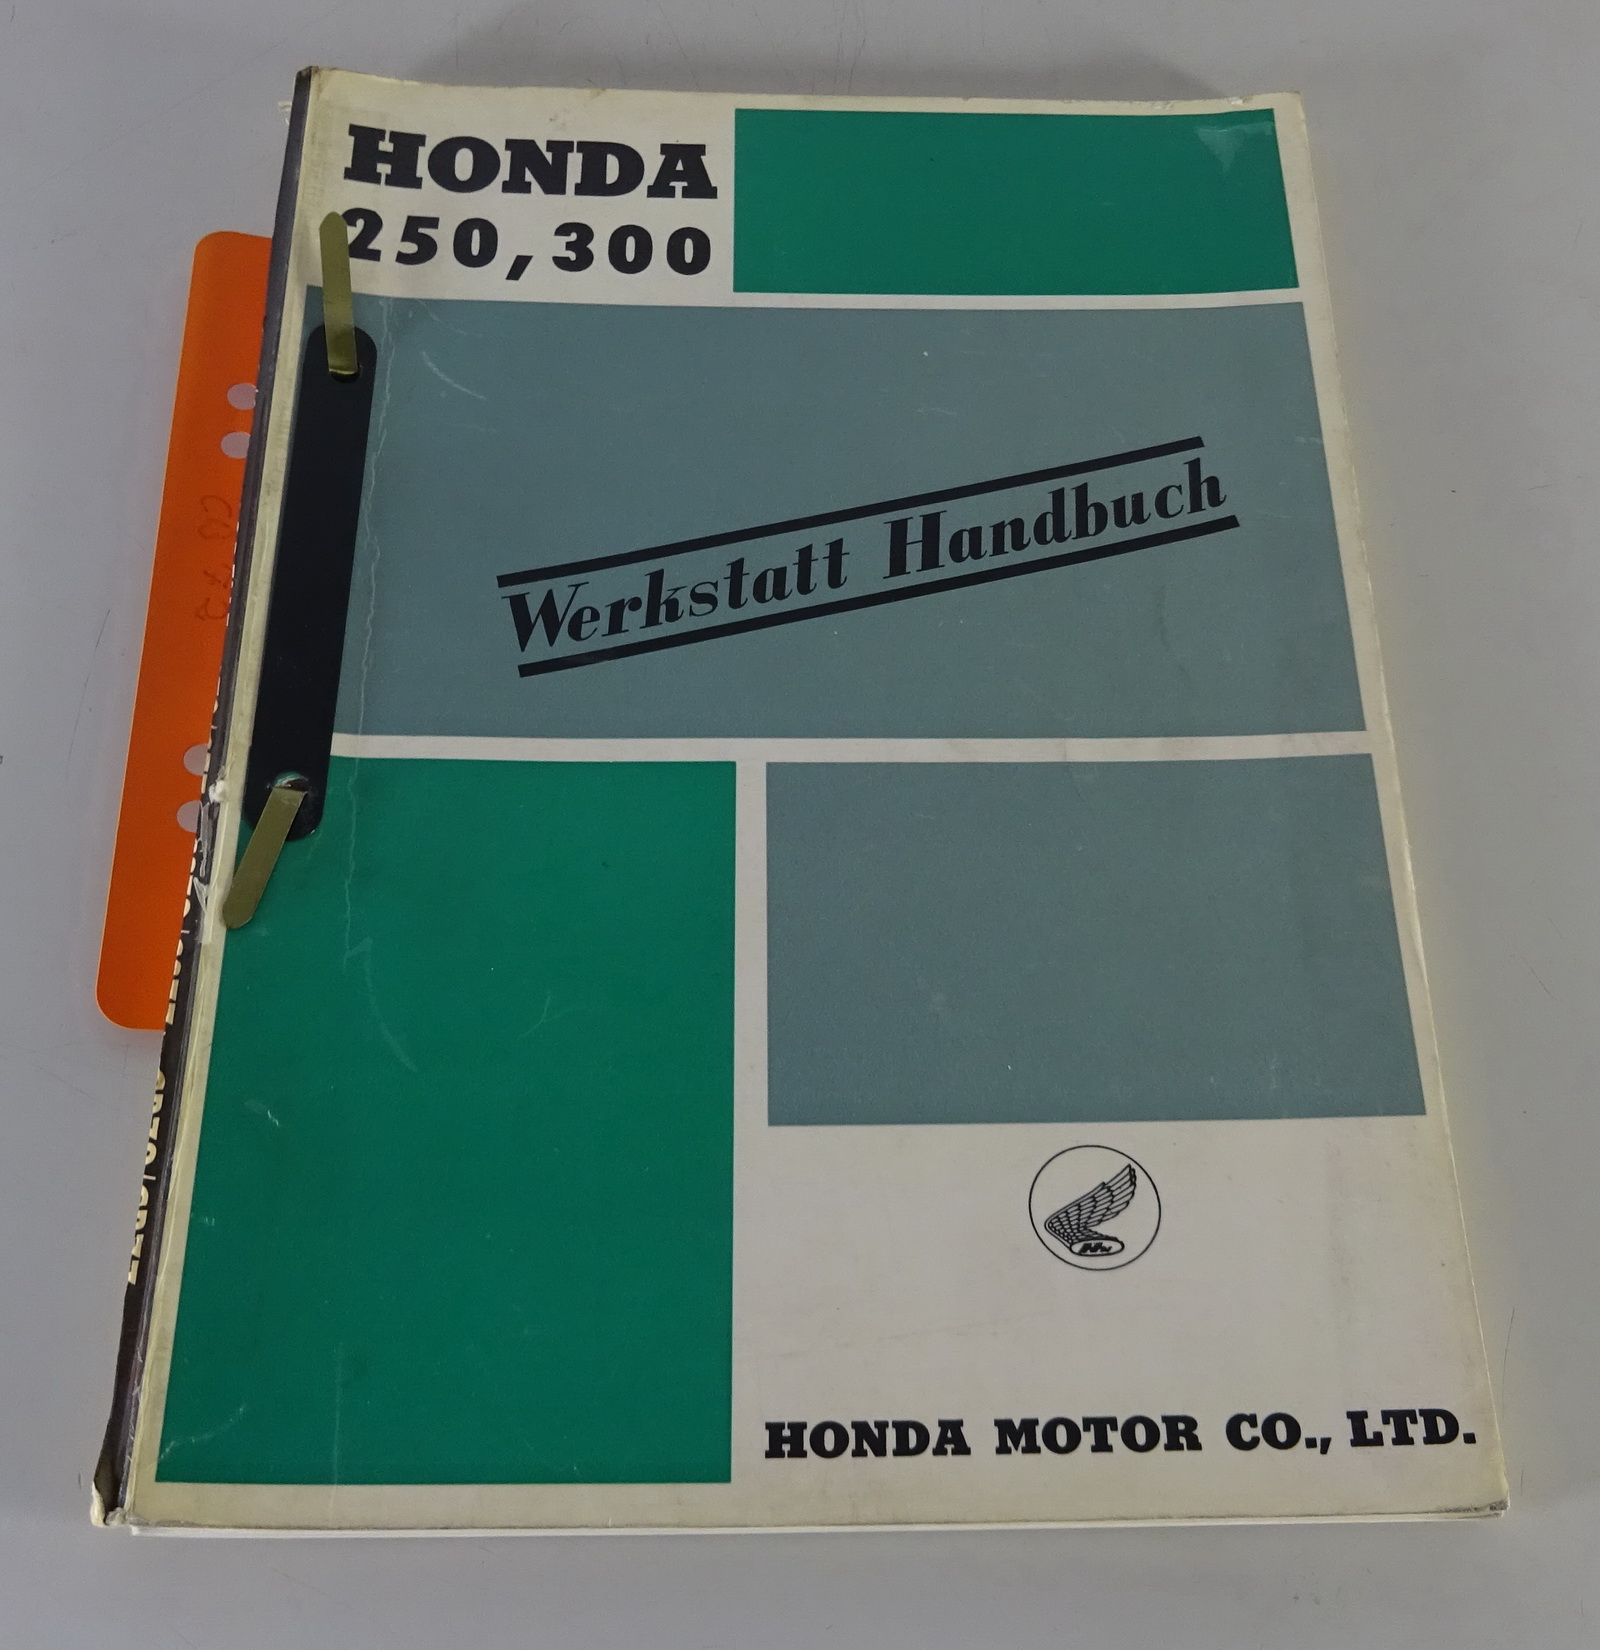 HONDA
250, 300
Werkstatt Handbuch
HONDA MOTOR CO., LTD.